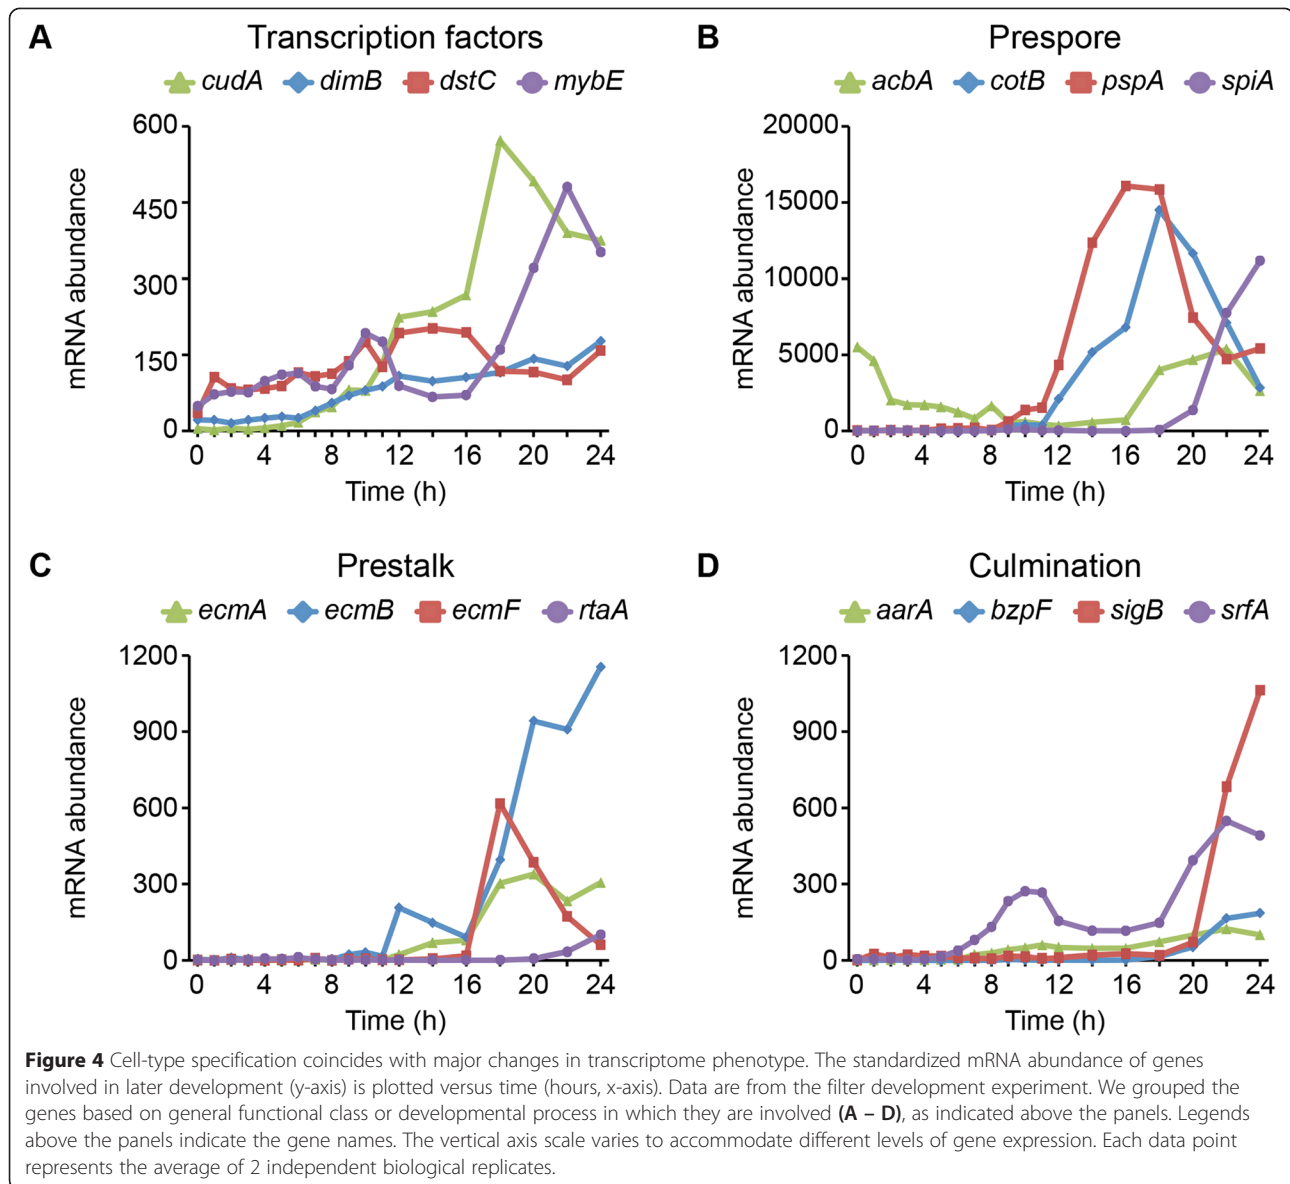 A
Transcription factors
cudA dimB dstC mybE
600
450
300
150
0
mRNA abundance
0 4 8 12 16 20 24
Time (h)
B
Prespore
acbA cotB pspA spiA
20000
15000
10000
5000
0
mRNA abundance
0 4 8 12 16 20 24
Time (h)
C
Prestalk
ecmA ecmB ecmF rtaA
1200
900
600
300
0
mRNA abundance
0 4 8 12 16 20 24
Time (h)
D
Culmination
aarA bzpF sigB srfA
1200
900
600
300
0
mRNA abundance
0 4 8 12 16 20 24
Time (h)
Figure 4 Cell-type specification coincides with major changes in transcriptome phenotype. The standardized mRNA abundance of genes
involved in later development (y-axis) is plotted versus time (hours, x-axis). Data are from the filter development experiment. We grouped the
genes based on general functional class or developmental process in which they are involved (A – D), as indicated above the panels. Legends
above the panels indicate the gene names. The vertical axis scale varies to accommodate different levels of gene expression. Each data point
represents the average of 2 independent biological replicates.